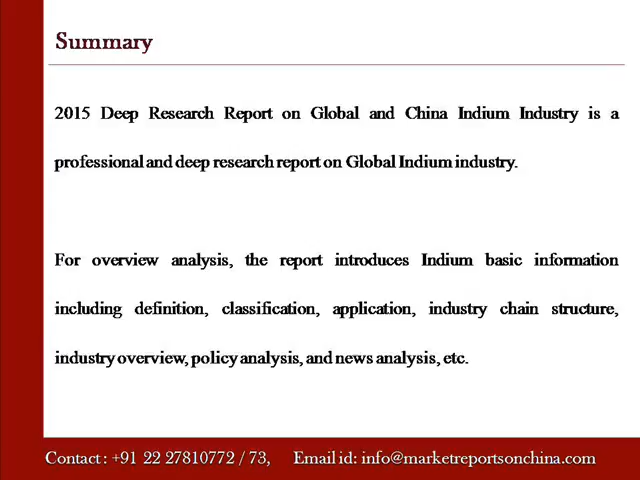 Summary
2015 Deep Research Report on Global and China Indium Industry is a
professional and deep research report on Global Indium industry.
For overview analysis, the report introduces Indium basic information
including definition, classification, application, industry chain structure,
industry overview, policy analysis, and news analysis, etc.
Contact : +91 22 27810772 / 73, Email id: info@marketreportsonchina.com